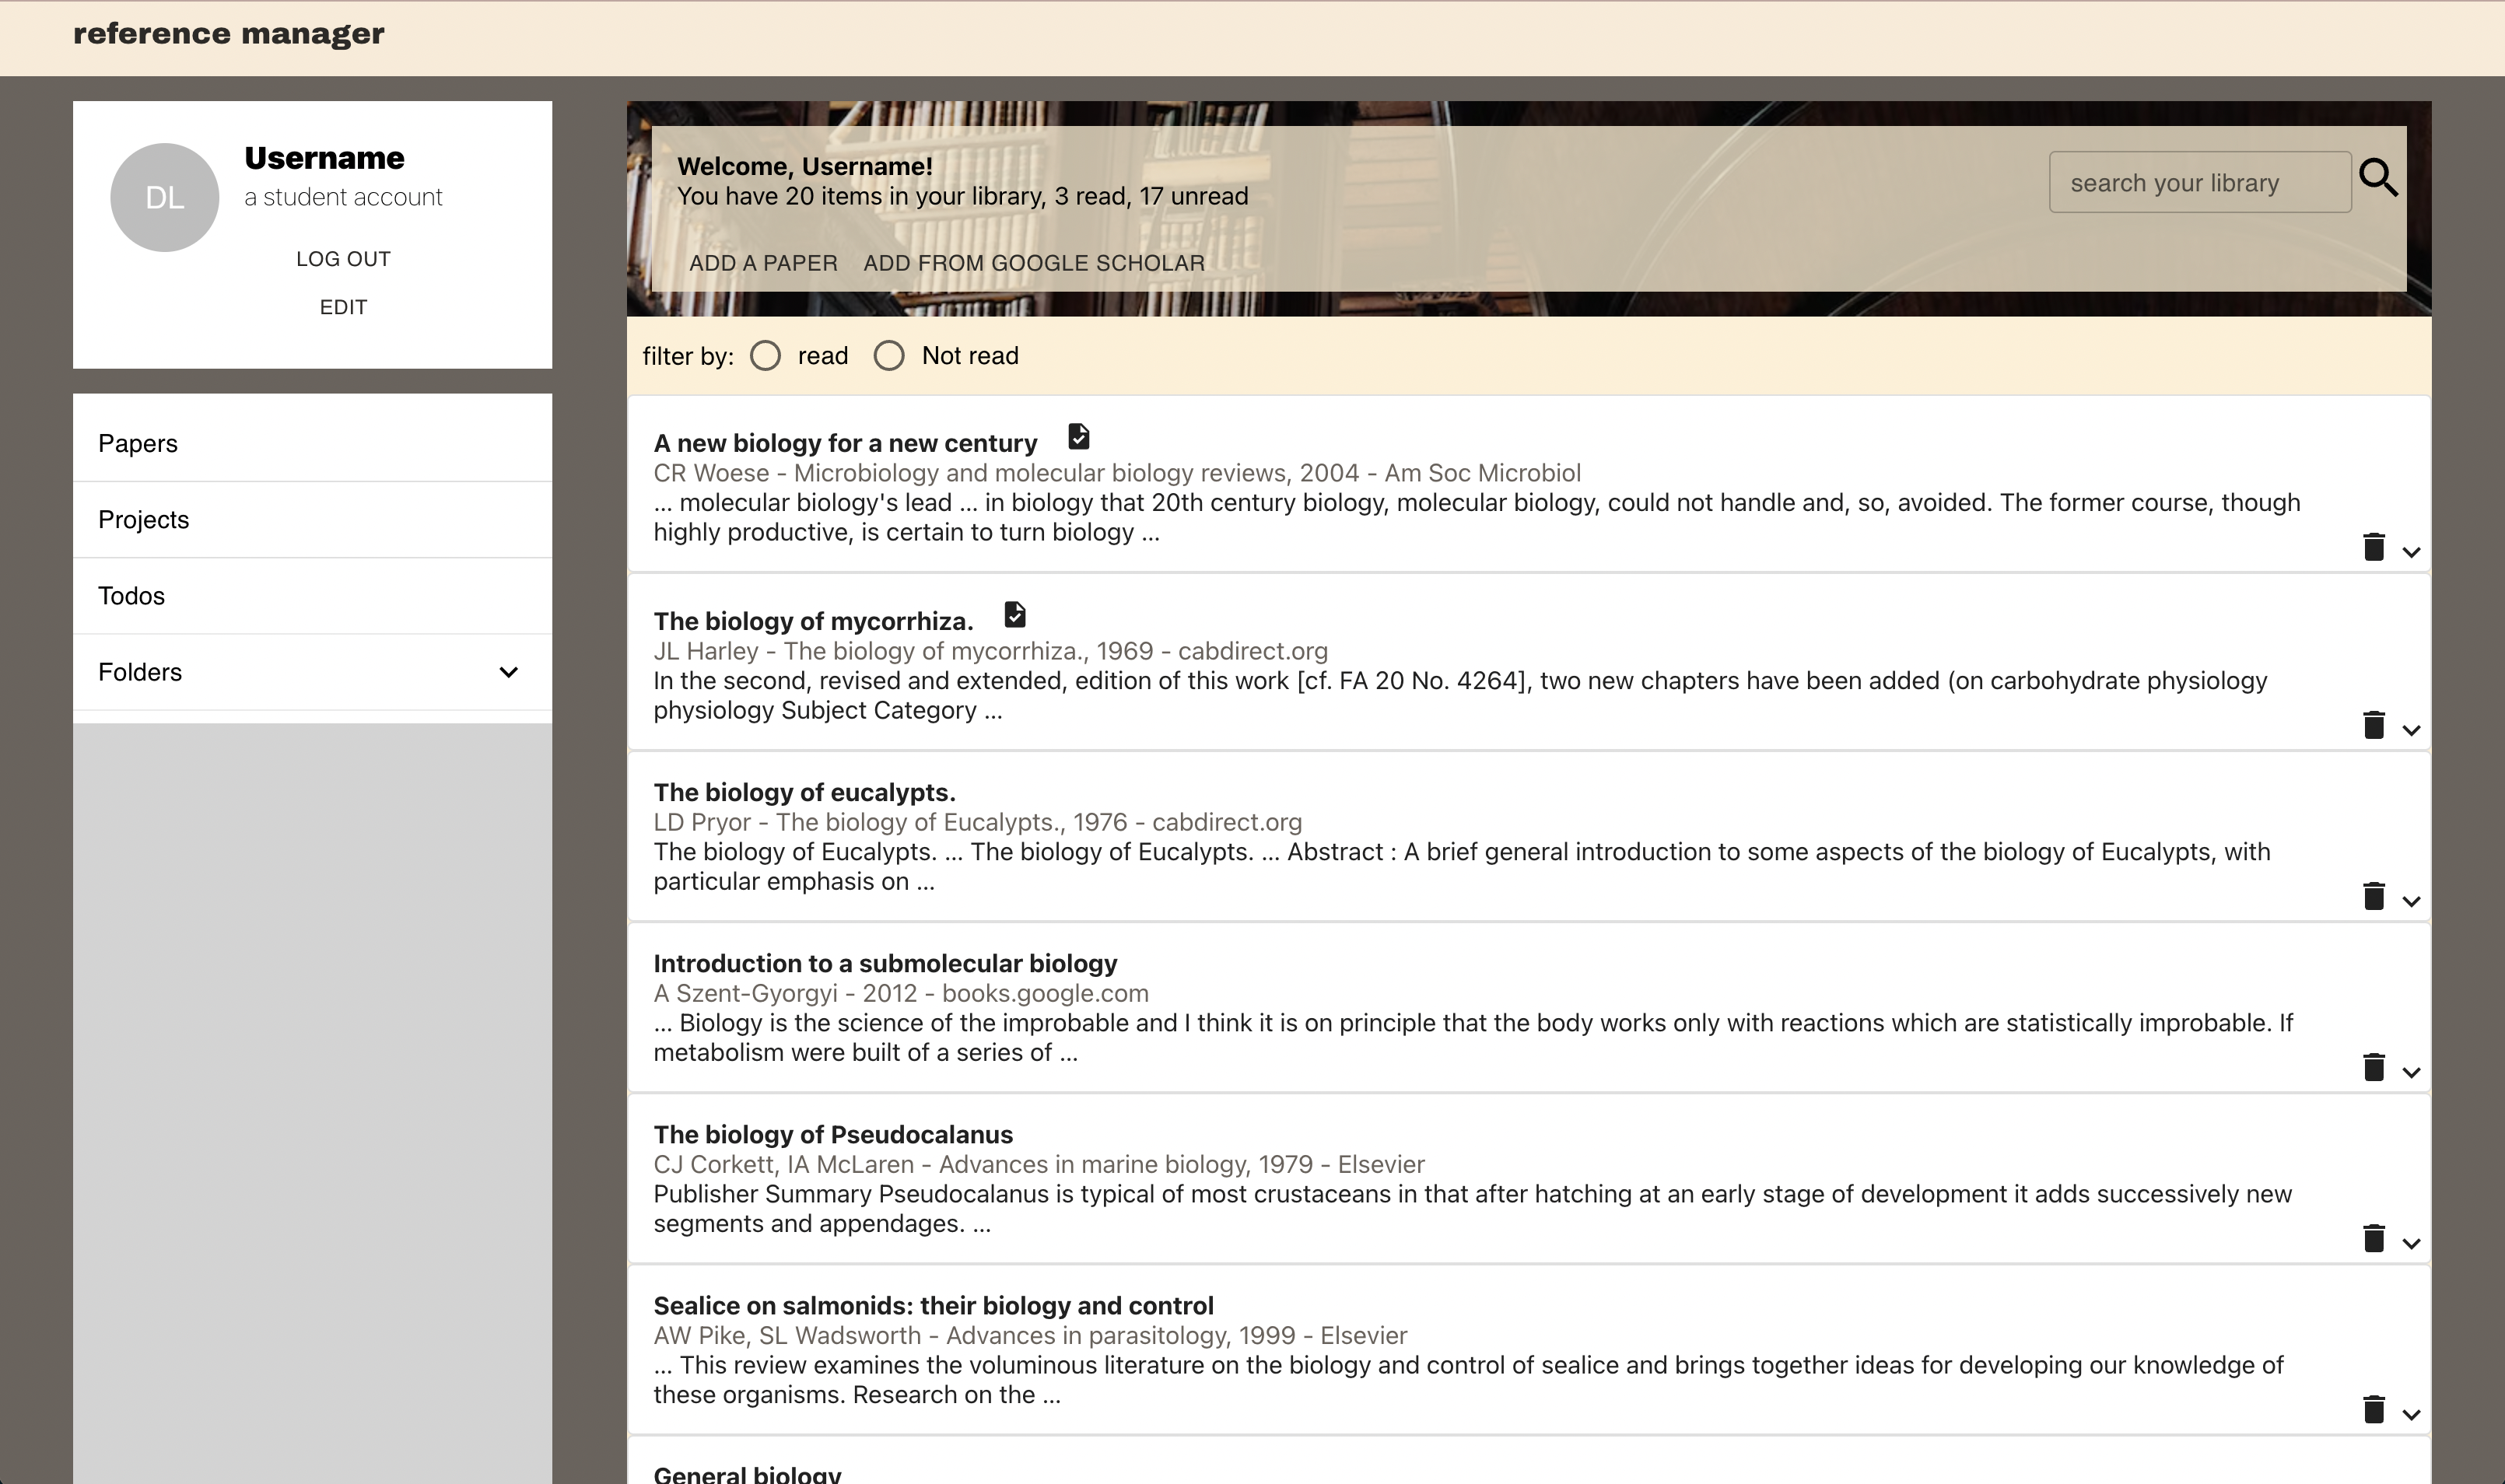 reference manager
DL
Username
a student account
LOG OUT
EDIT
Papers
Projects
Todos
Folders
Welcome, Username!
You have 20 items in your library, 3 read, 17 unread
search your library
ADD A PAPER ADD FROM GOOGLE SCHOLAR
filter by: read Not read
A new biology for a new century
CR Woese - Microbiology and molecular biology reviews, 2004 - Am Soc Microbiol
... molecular biology's lead ... in biology that 20th century biology, molecular biology, could not handle and, so, avoided. The former course, though
highly productive, is certain to turn biology ...
The biology of mycorrhiza.
JL Harley - The biology of mycorrhiza., 1969 - cabdirect.org
In the second, revised and extended, edition of this work [cf. FA 20 No. 4264], two new chapters have been added (on carbohydrate physiology
physiology Subject Category ...
The biology of eucalypts.
LD Pryor - The biology of Eucalypts., 1976 - cabdirect.org
The biology of Eucalypts. ... The biology of Eucalypts. ... Abstract : A brief general introduction to some aspects of the biology of Eucalypts, with
particular emphasis on ...
Introduction to a submolecular biology
A Szent-Gyorgyi - 2012 - books.google.com
... Biology is the science of the improbable and I think it is on principle that the body works only with reactions which are statistically improbable. If
metabolism were built of a series of ...
The biology of Pseudocalanus
CJ Corkett, IA McLaren - Advances in marine biology, 1979 - Elsevier
Publisher Summary Pseudocalanus is typical of most crustaceans in that after hatching at an early stage of development it adds successively new
segments and appendages. ...
Sealice on salmonids: their biology and control
AW Pike, SL Wadsworth - Advances in parasitology, 1999 - Elsevier
... This review examines the voluminous literature on the biology and control of sealice and brings together ideas for developing our knowledge of
these organisms. Research on the ...
General biology